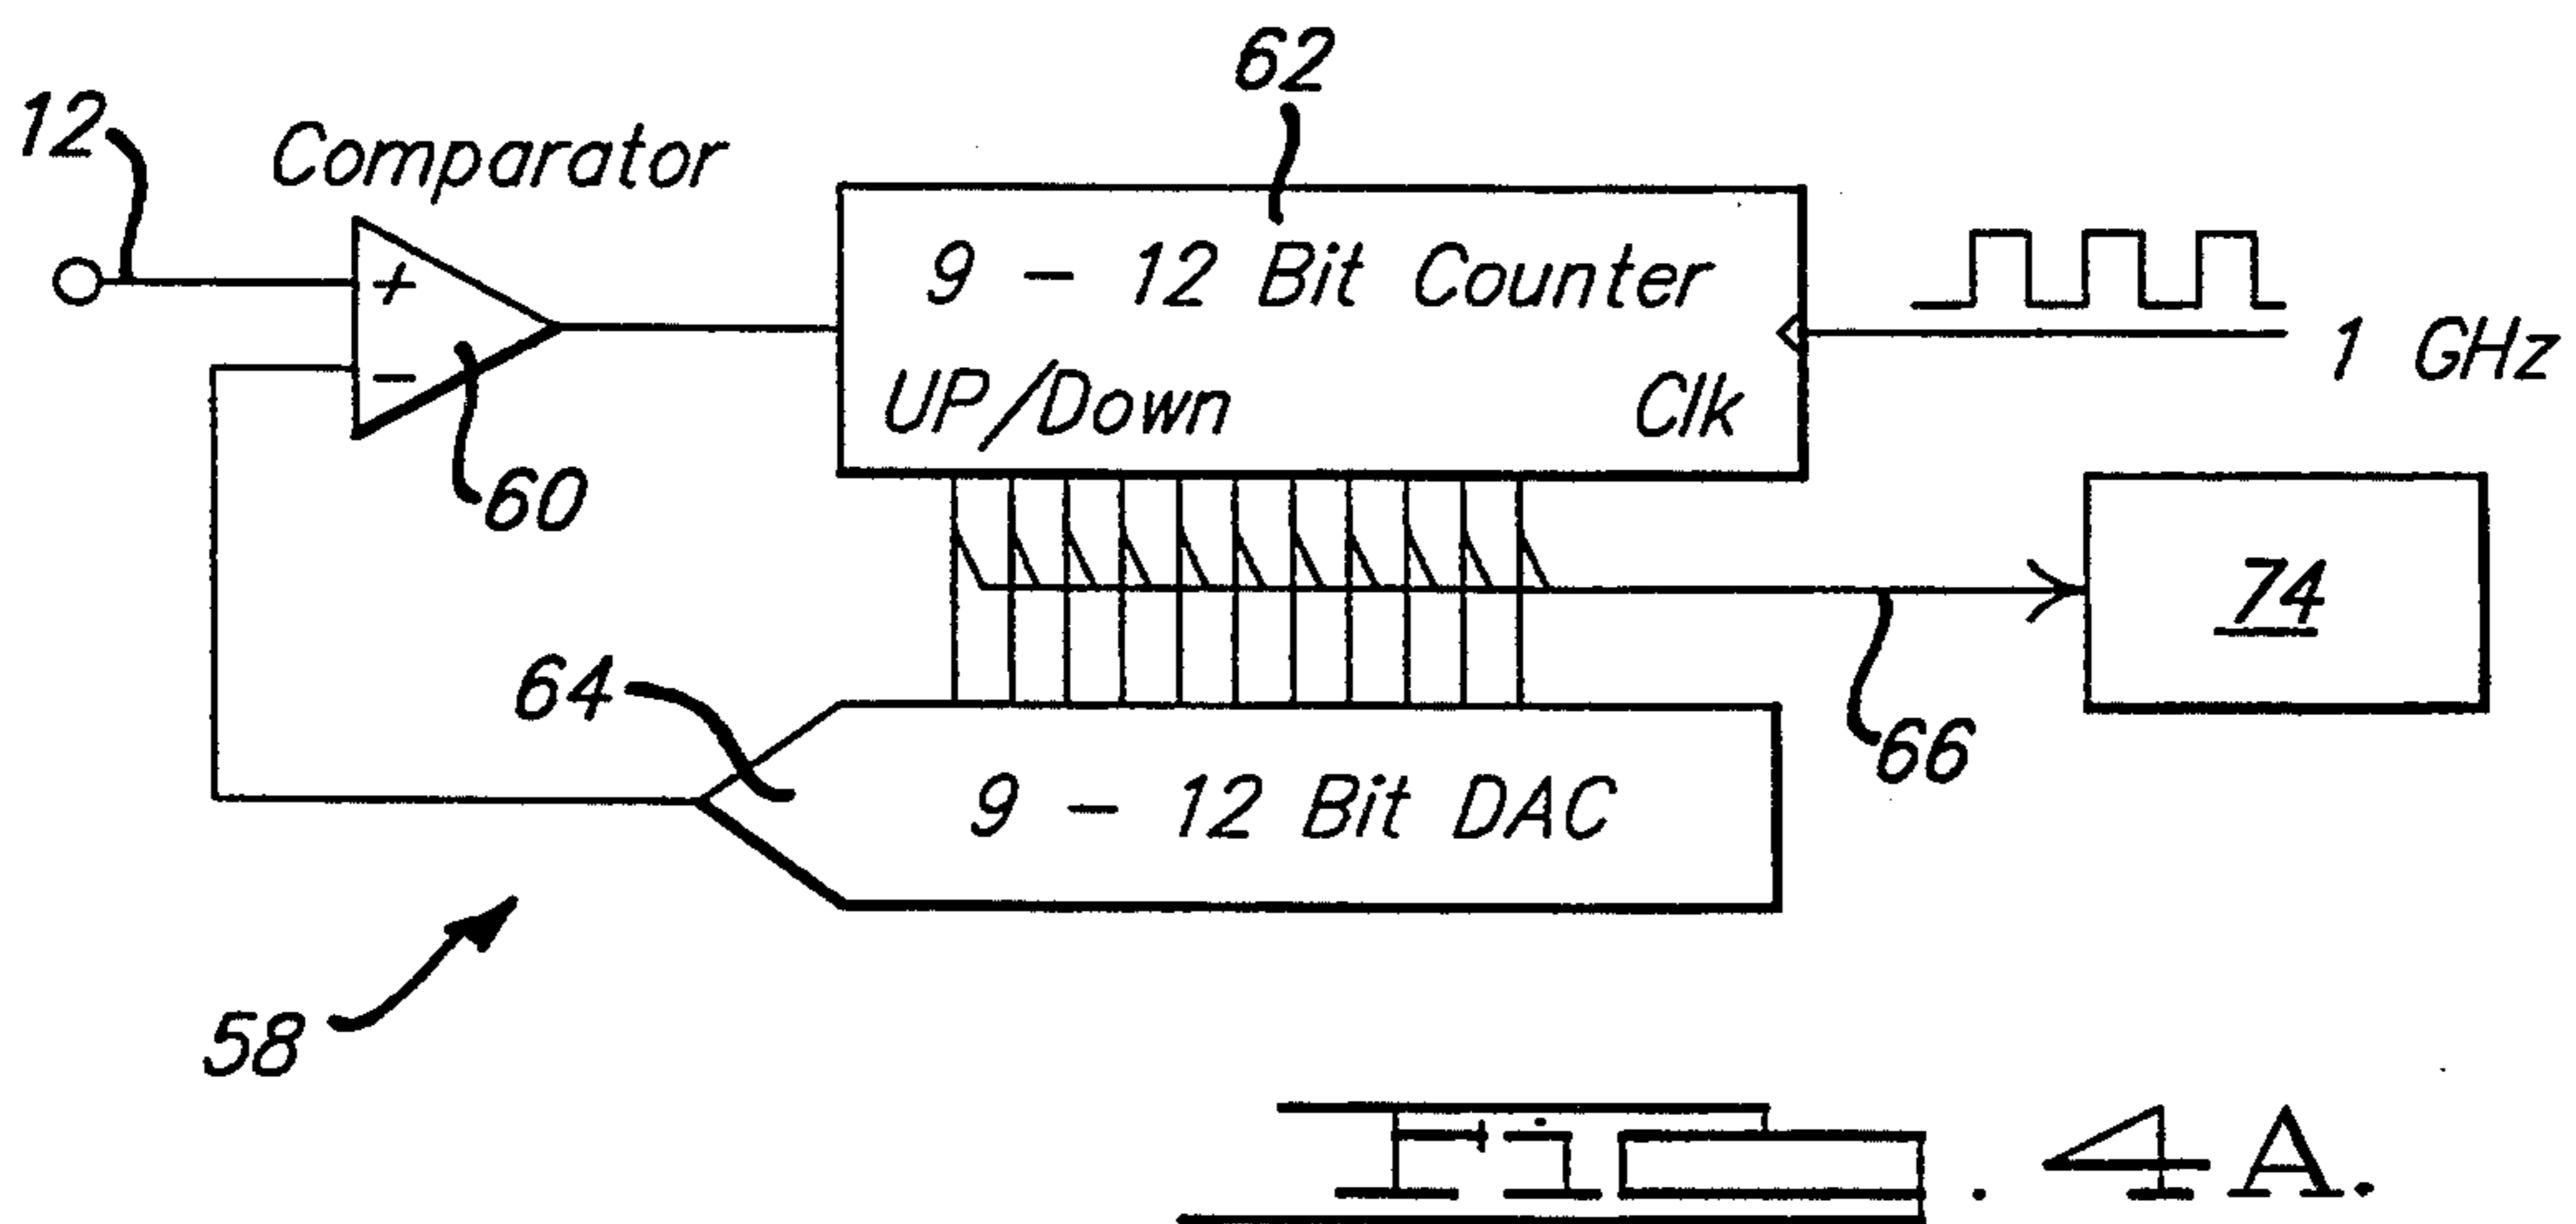 62
12
Comparator
9 - 12 Bit Counter
1 GHz
UP/Down
Clk
60
74
64
66
9 - 12 Bit DAC
58
Fig. 4A.